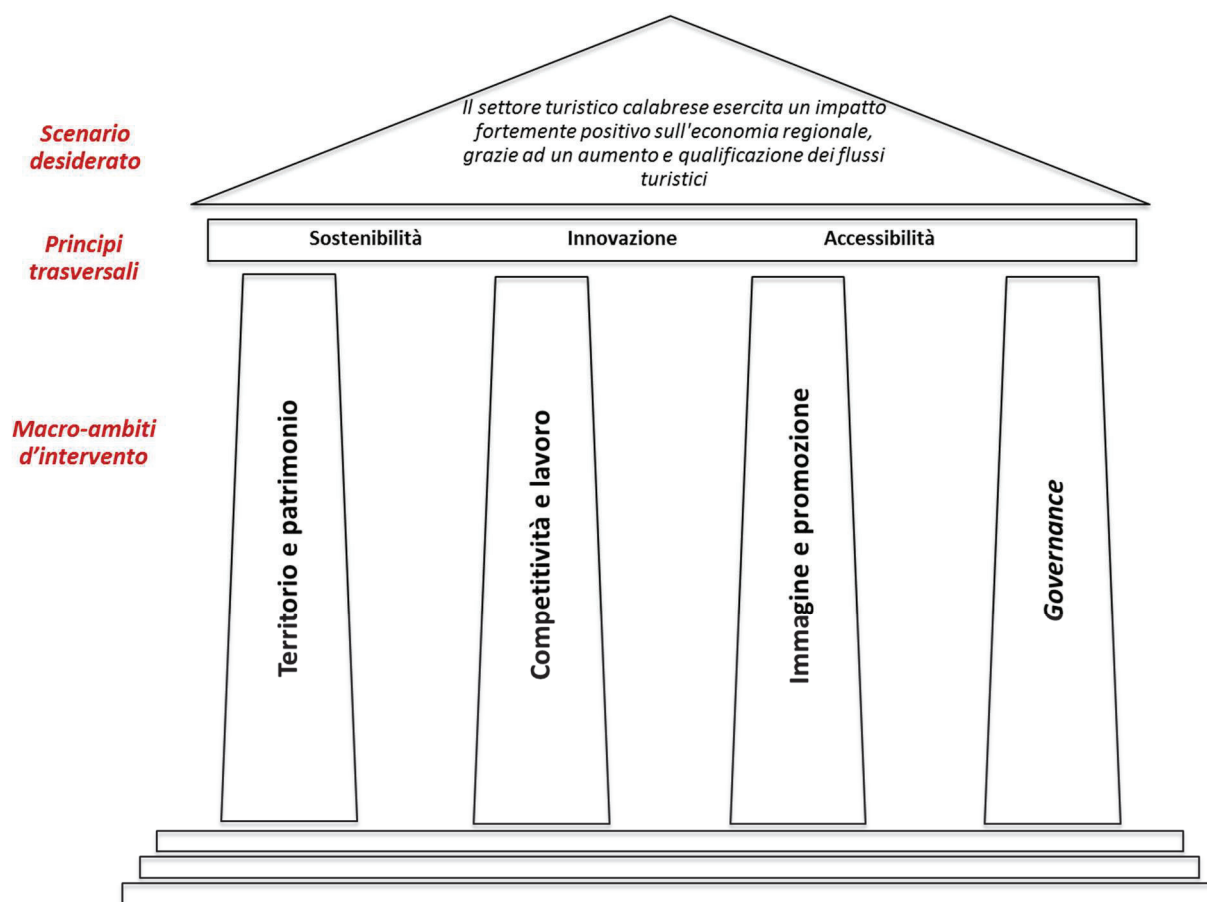 Scenario
desiderato
Il settore turistico calabrese esercita un impatto
fortemente positivo sull'economia regionale,
grazie ad un aumento e qualificazione dei flussi
turistici
Principi
trasversali
Sostenibilità
Innovazione
Accessibilità
Macro-ambiti
d’intervento
Territorio e patrimonio
Competitività e lavoro
Immagine e promozione
Governance